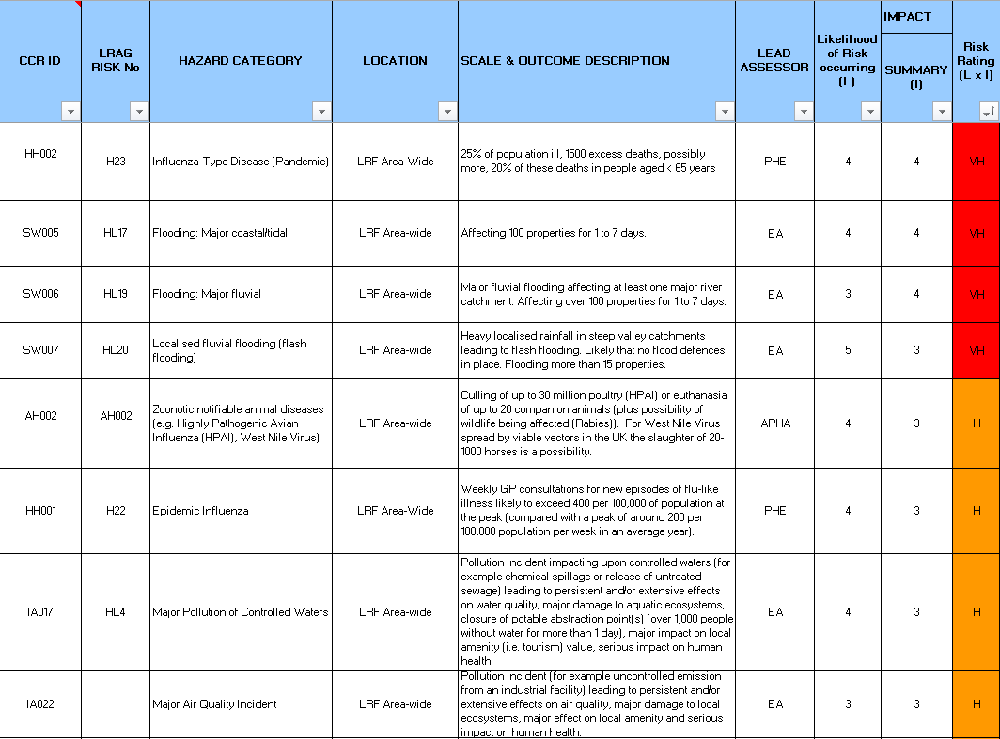 CCR ID
LRAG
RISK No
HAZARD CATEGORY
LOCATION
SCALE & OUTCOME DESCRIPTION
LEAD
ASSESSOR
Likelihood
of Risk
occurring
(L)
IMPACT
SUMMARY
(I)
Risk
Rating
(L x I)
HH002
H23
Influenza-Type Disease (Pandemic)
LRF Area-Wide
25% of population ill, 1500 excess deaths, possibly
more, 20% of these deaths in people aged < 65 years
PHE
4
4
VH
SW005
HL17
Flooding: Major coastal/tidal
LRF Area-wide
Affecting 100 properties for 1 to 7 days.
EA
4
4
VH
SW006
HL19
Flooding: Major fluvial
LRF Area-wide
Major fluvial flooding affecting at least one major river
catchment. Affecting over 100 properties for 1 to 7 days.
EA
3
4
VH
SW007
HL20
Localised fluvial flooding (flash
flooding)
LRF Area-wide
Heavy localised rainfall in steep valley catchments
leading to flash flooding. Likely that no flood defences
in place. Flooding more than 15 properties.
EA
5
3
VH
AH002
AH002
Zoonotic notifiable animal diseases
(e.g. Highly Pathogenic Avian
Influenza (HPAI), West Nile Virus)
LRF Area-wide
Culling of up to 30 million poultry (HPAI) or euthanasia
of up to 20 companion animals (plus possibility of
wildlife being affected (Rabies)). For West Nile Virus
spread by viable vectors in the UK the slaughter of 20-
1000 horses is a possibility.
APHA
4
3
H
HH001
H22
Epidemic Influenza
LRF Area-Wide
Weekly GP consultations for new episodes of flu-like
illness likely to exceed 400 per 100,000 of population at
the peak (compared with a peak of around 200 per
100,000 population per week in an average year).
PHE
4
3
H
IA017
HL4
Major Pollution of Controlled Waters
LRF Area-wide
Pollution incident impacting upon controlled waters (for
example chemical spillage or release of untreated
sewage) leading to persistent and/or extensive effects
on water quality, major damage to aquatic ecosystems,
closure of potable abstraction point(s) (over 1,000 people
without water for more than 1 day), major impact on local
amenity (i.e. tourism) value, serious impact on human
health.
EA
4
3
H
IA022
Major Air Quality Incident
LRF Area-wide
Pollution incident (for example uncontrolled emission
from an industrial facility) leading to persistent and/or
extensive effects on air quality, major damage to local
ecosystems, major effect on local amenity and serious
impact on human health.
EA
3
3
H